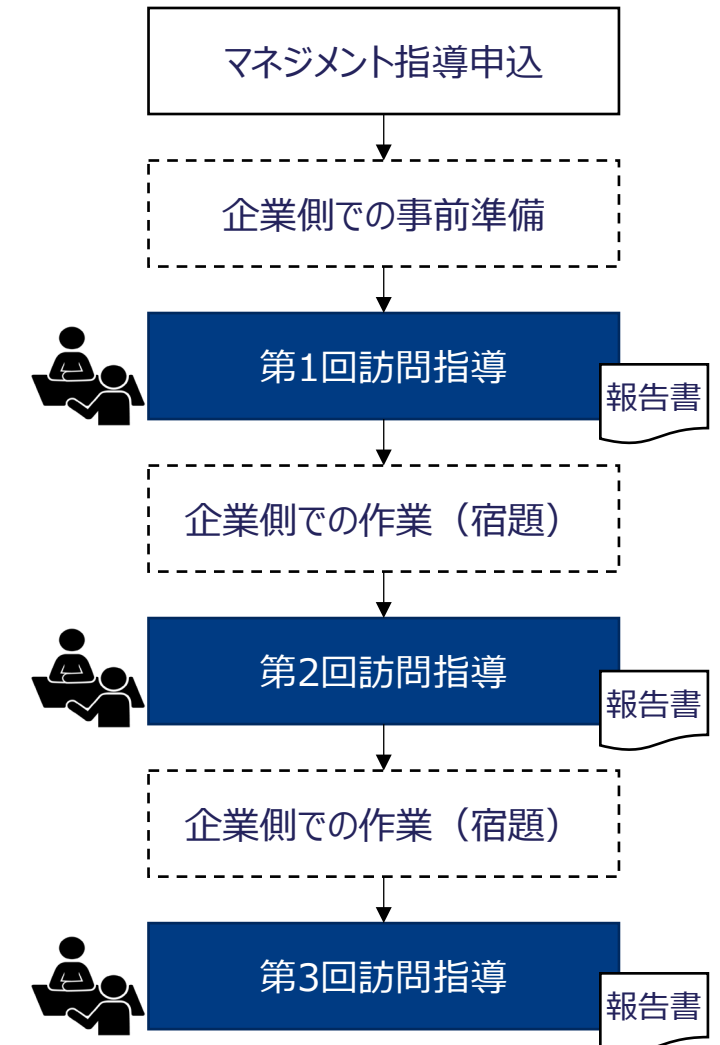 マネジメント指導申込
企業側での事前準備
第1回訪問指導
報告書
企業側での作業（宿題）
第2回訪問指導
報告書
企業側での作業（宿題）
第3回訪問指導
報告書